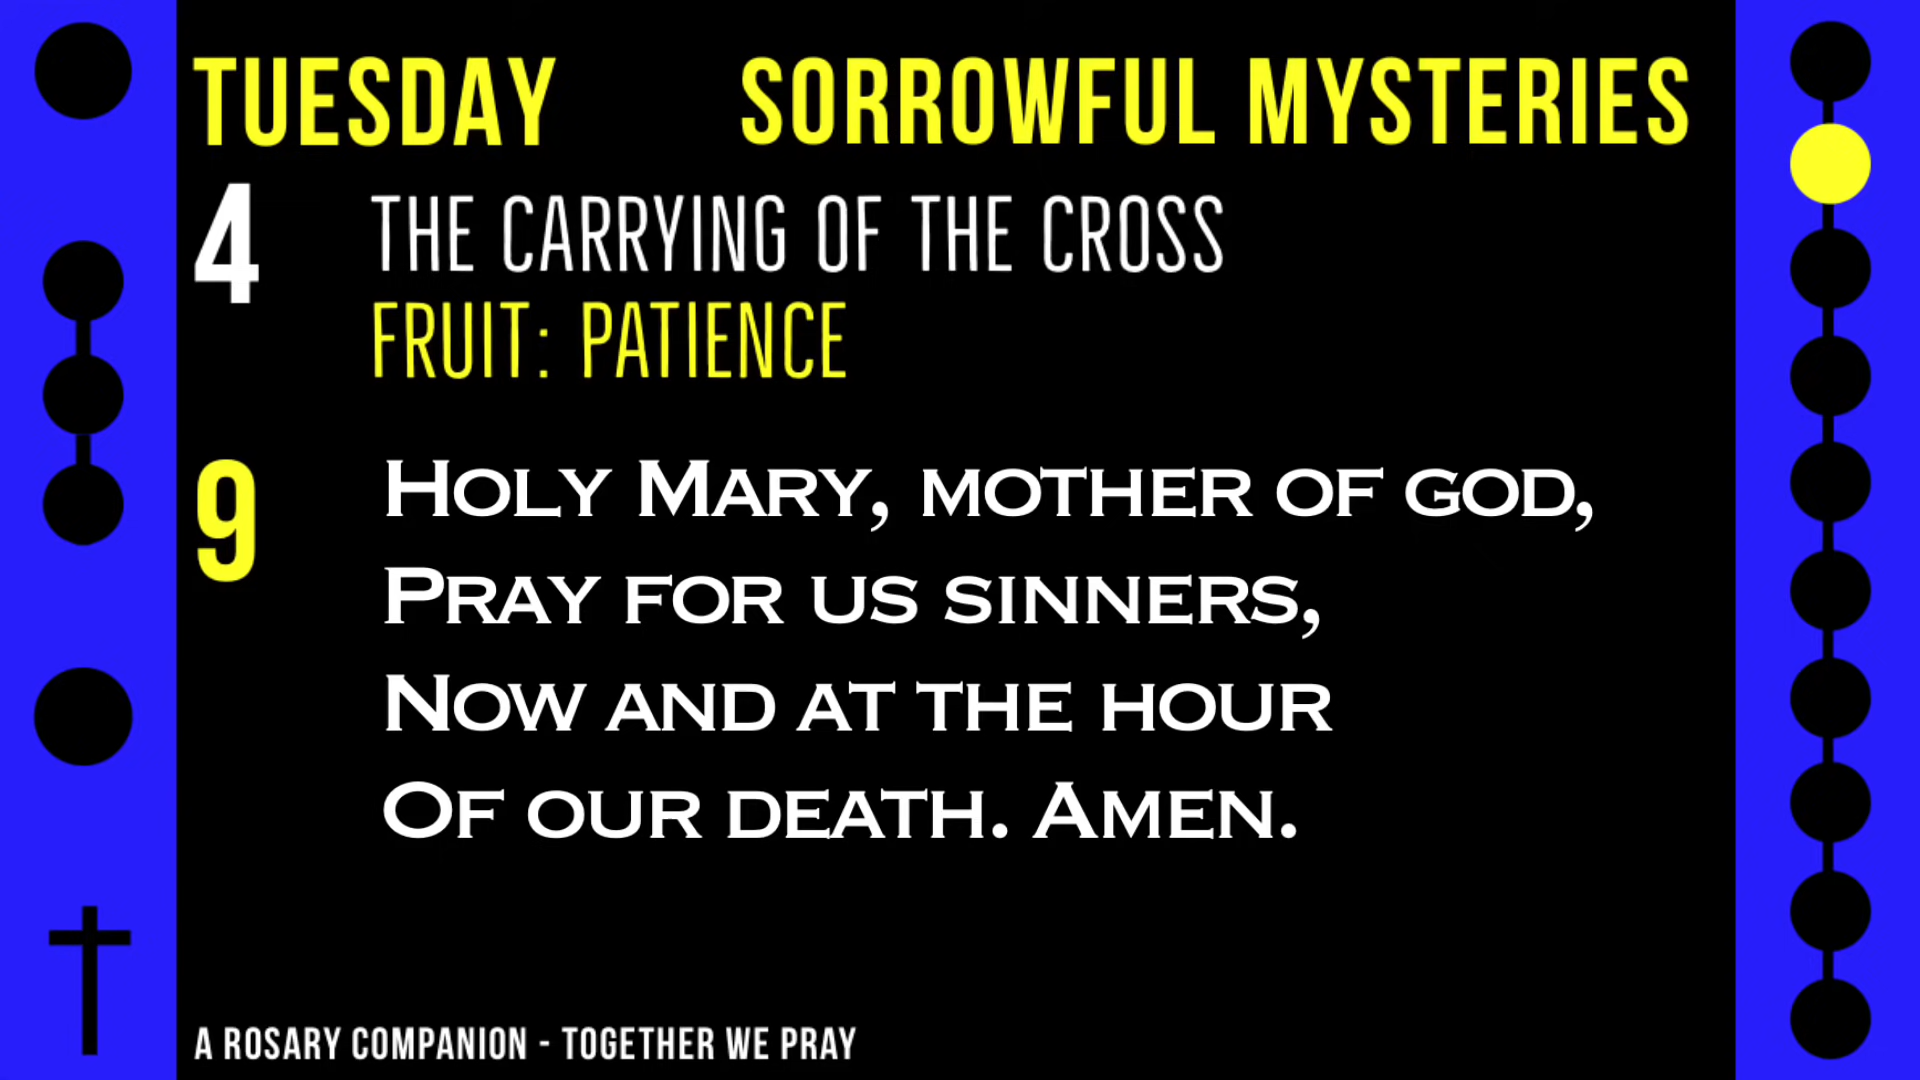 TUESDAY SORROWFUL MYSTERIES
4 THE CARRYING OF THE CROSS
FRUIT: PATIENCE
9 HOLY MARY, MOTHER OF GOD,
PRAY FOR US SINNERS,
NOW AND AT THE HOUR
OF OUR DEATH. AMEN.
A ROSARY COMPANION - TOGETHER WE PRAY